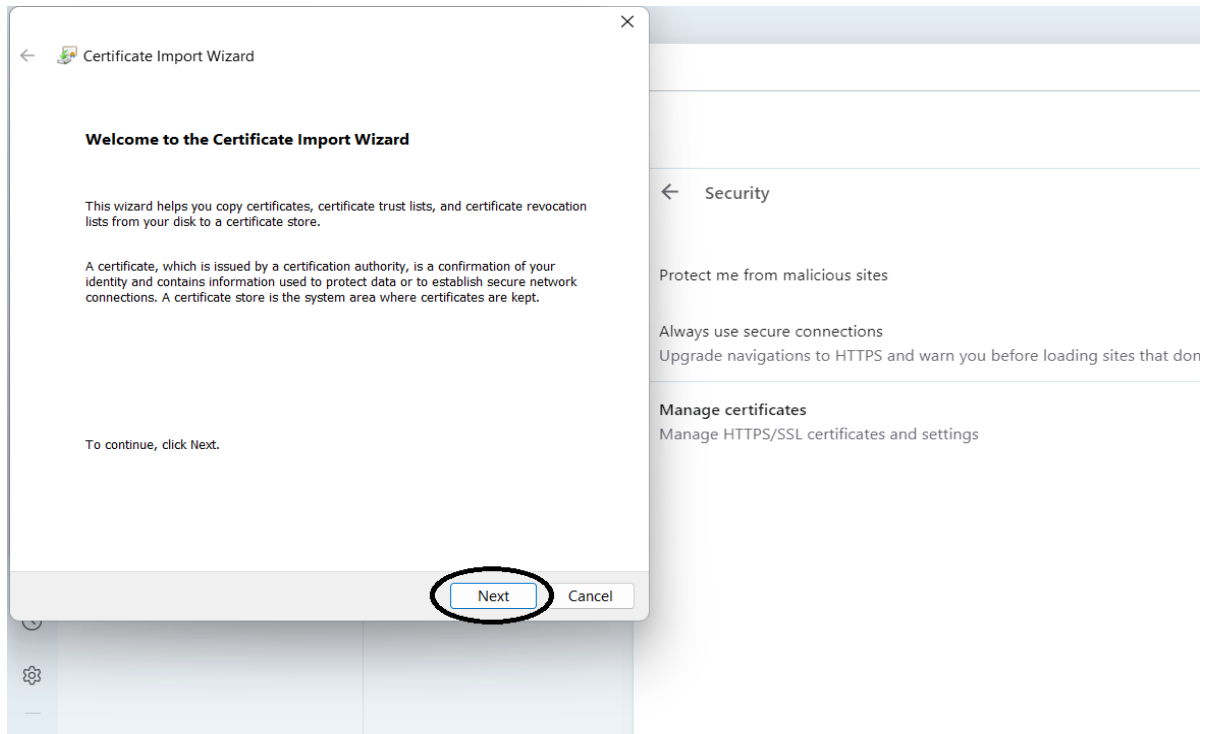 Certificate Import Wizard
Welcome to the Certificate Import Wizard
This wizard helps you copy certificates, certificate trust lists, and certificate revocation
lists from your disk to a certificate store.
A certificate, which is issued by a certification authority, is a confirmation of your
identity and contains information used to protect data or to establish secure network
connections. A certificate store is the system area where certificates are kept.
To continue, click Next.
Next
Cancel
Security
Protect me from malicious sites
Always use secure connections
Upgrade navigations to HTTPS and warn you before loading sites that don
Manage certificates
Manage HTTPS/SSL certificates and settings